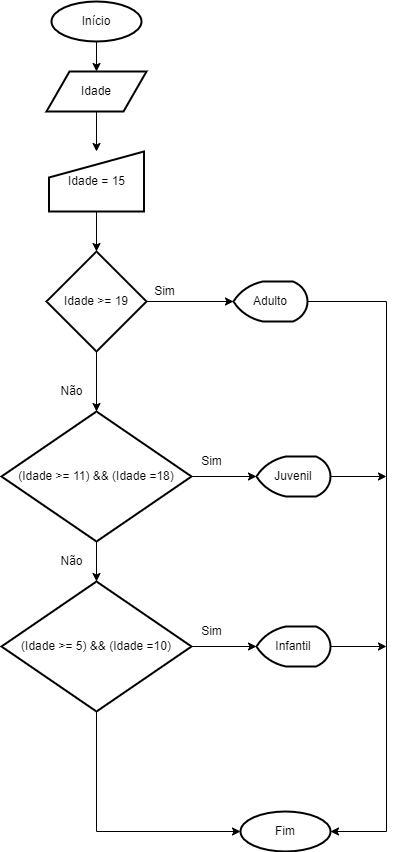 Início
Idade
Idade = 15
Idade >= 19
Sim
Adulto
Não
(Idade >= 11) && (Idade =18)
Sim
Juvenil
Não
(Idade >= 5) && (Idade =10)
Sim
Infantil
Fim